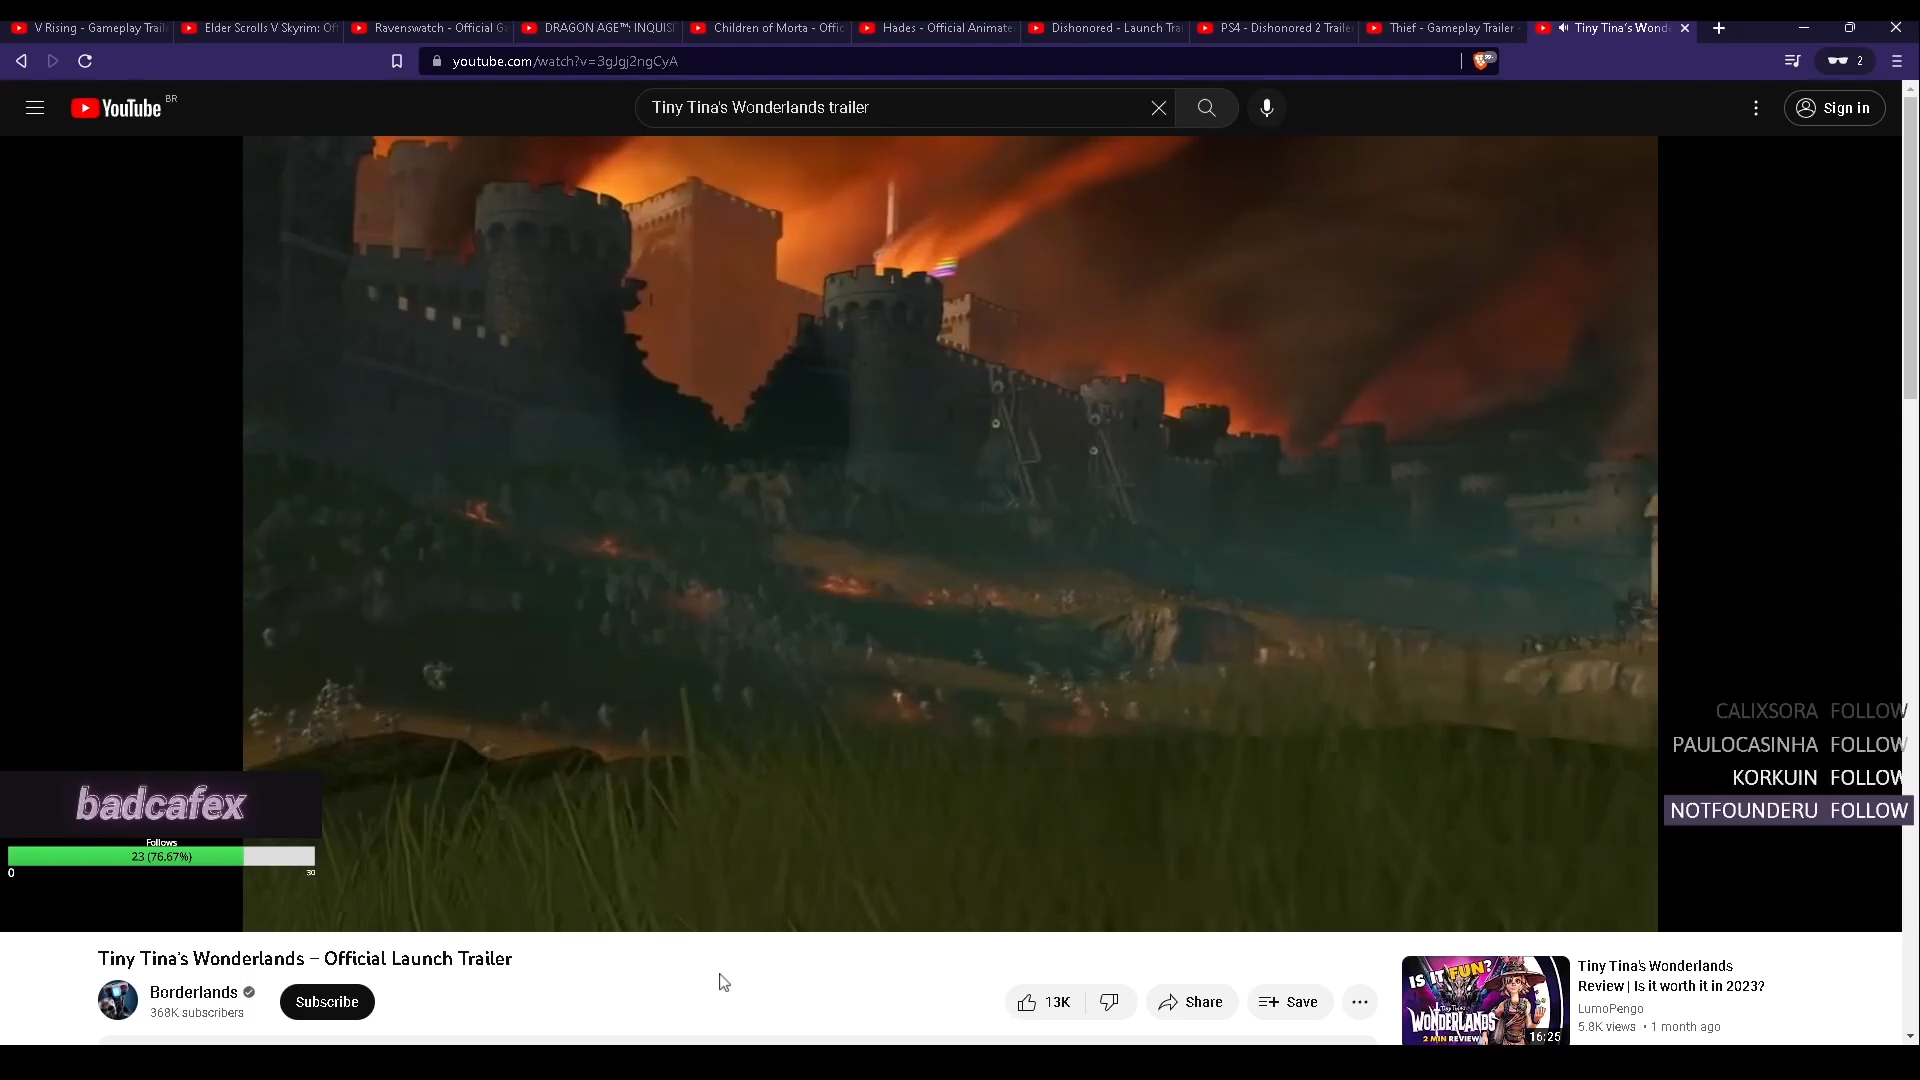 V Rising - Gameplay Trail
Elder Scrolls V Skyrim: Of
Ravenswatch - Official Ga
DRAGON AGE™: INQUISI
Children of Morta - Offic
Hades - Official Animate
Dishonored - Launch Trai
PS4 - Dishonored 2 Traile
Thief - Gameplay Trailer -
Tiny Tina's Wonde
youtube.com/watch?v=3gJgj2ngCyA
99+
2
YouTube BR
Tiny Tina's Wonderlands trailer
Sign in
CALIXSORA FOLLOW
PAULOCASINHA FOLLOW
KORKUIN FOLLOW
NOTFOUNDERU FOLLOW
badcafex
Follows
23 (76.67%)
0
30
Tiny Tina's Wonderlands – Official Launch Trailer
Borderlands
368K subscribers
Subscribe
13K
Share
Save
IS IT FUN?
WONDERLANDS
2 MIN REVIEW
16:25
Tiny Tina's Wonderlands
Review | Is it worth it in 2023?
LumoPengo
5.8K views • 1 month ago